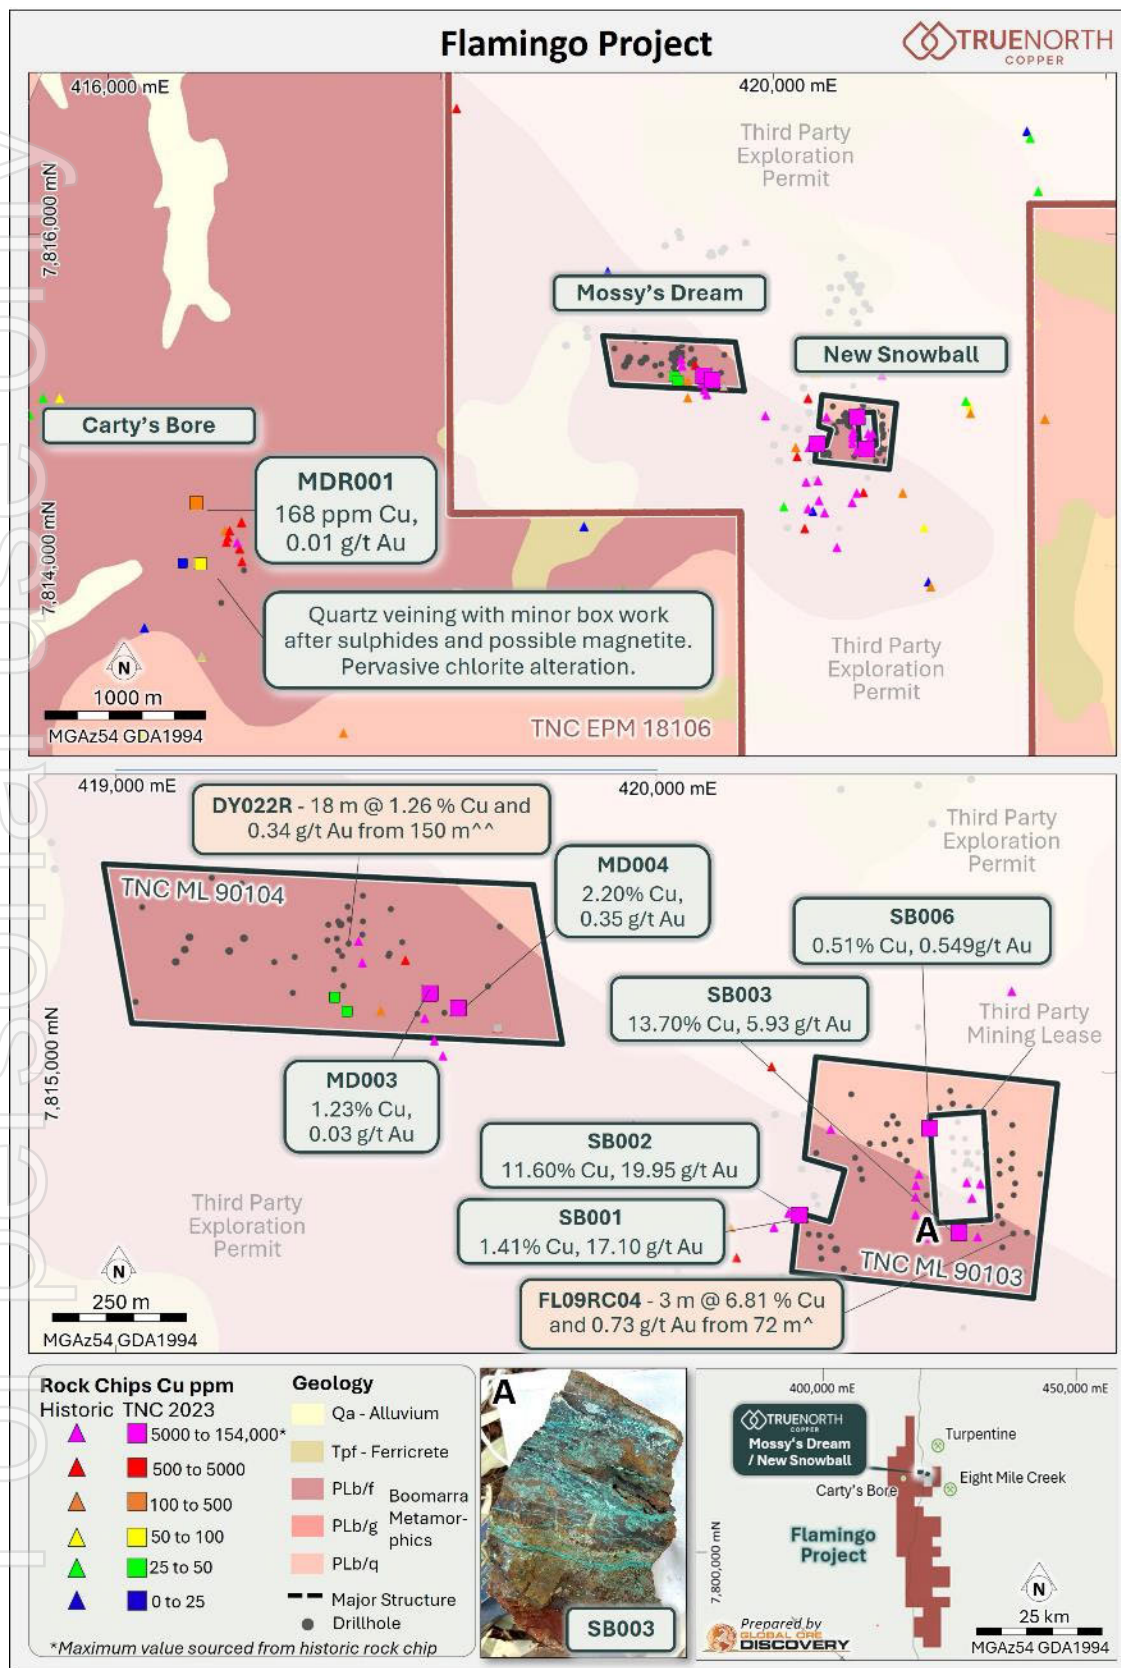 Flamingo Project
TRUENORTH
COPPER
For personal use only
416,000 mE
420,000 mE
7,816,000 mN
7,814,000 mN
Third Party
Exploration
Permit
Mossy's Dream
New Snowball
Carty's Bore
MDR001
168 ppm Cu,
0.01 g/t Au
Quartz veining with minor box work
after sulphides and possible magnetite.
Pervasive chlorite alteration.
Third Party
Exploration
Permit
N
1000 m
MGAz54 GDA1994
TNC EPM 18106
419,000 mE
420,000 mE
7,815,000 mN
DY022R - 18 m @ 1.26 % Cu and
0.34 g/t Au from 150 m^^
Third Party
Exploration
Permit
TNC ML 90104
MD004
2.20% Cu,
0.35 g/t Au
SB006
0.51% Cu, 0.549g/t Au
SB003
13.70% Cu, 5.93 g/t Au
Third Party
Mining Lease
MD003
1.23% Cu,
0.03 g/t Au
SB002
11.60% Cu, 19.95 g/t Au
Third Party
Exploration
Permit
SB001
1.41% Cu, 17.10 g/t Au
A
TNC ML 90103
N
250 m
MGAz54 GDA1994
FL09RC04 - 3 m @ 6.81 % Cu
and 0.73 g/t Au from 72 m^
Rock Chips Cu ppm
Historic TNC 2023
5000 to 154,000*
500 to 5000
100 to 500
50 to 100
25 to 50
0 to 25
Geology
Qa - Alluvium
Tpf - Ferricrete
PLb/f
PLb/g
PLb/q
Boomarra
Metamor-
phics
Major Structure
Drillhole
*Maximum value sourced from historic rock chip
A
SB003
400,000 mE
450,000 mE
7,800,000 mN
TRUENORTH
COPPER
Mossy's Dream
/ New Snowball
Turpentine
Eight Mile Creek
Carty's Bore
Flamingo
Project
N
25 km
MGAz54 GDA1994
Prepared by
GLOBAL ORE
DISCOVERY